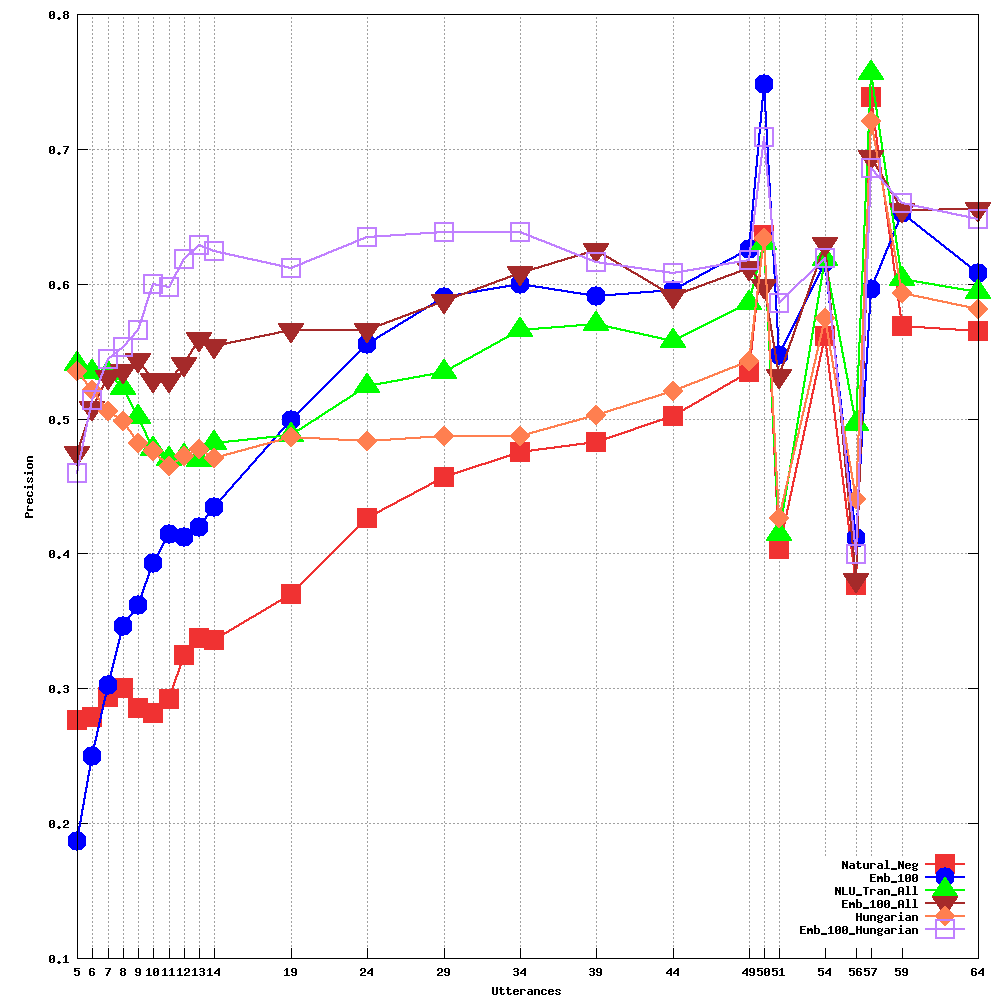 0.8
0.7
0.6
0.5
0.4
0.3
0.2
0.1
Precision
Natural_Neg
Emb_100
NLU_Tran_All
Emb_100_All
Hungarian
Emb_100_Hungarian
5 6 7 8 9 10 11 12 13 14 19 24 29 34 39 44 49 50 51 54 56 57 59 64
Utterances